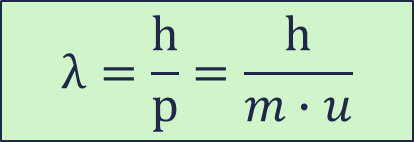 λ = h/p = h/(m · u)